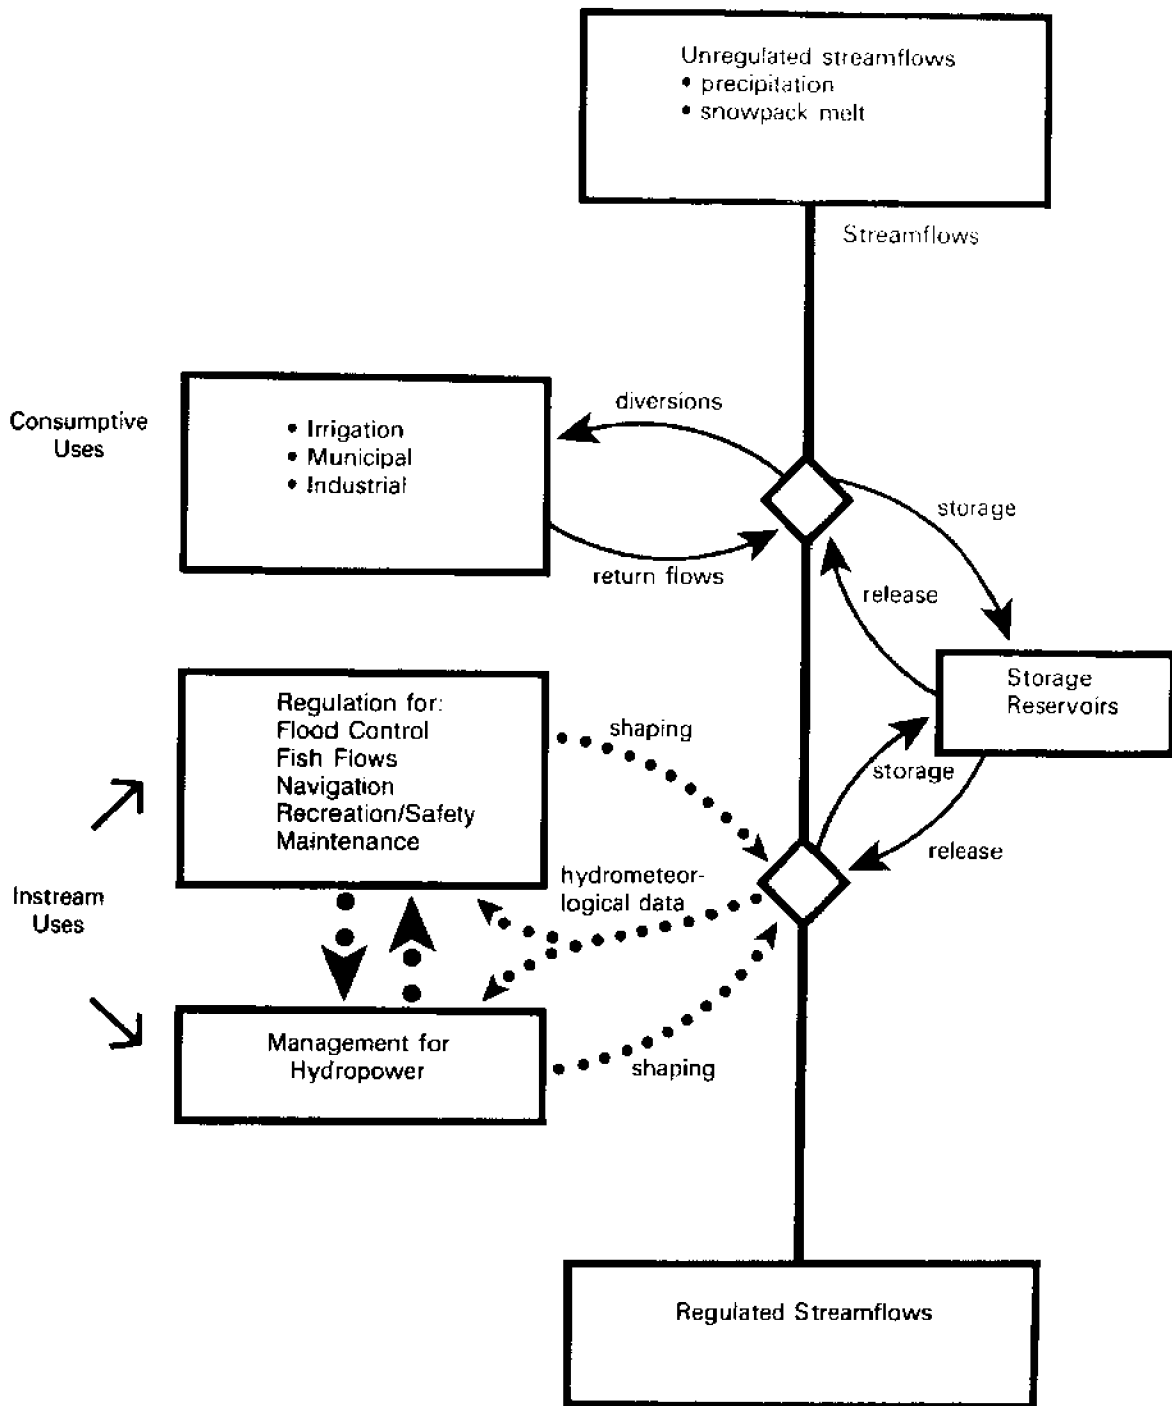 Unregulated streamflows
• precipitation
• snowpack melt
Streamflows
Consumptive
Uses
• Irrigation
• Municipal
• Industrial
diversions
return flows
storage
release
Storage
Reservoirs
Regulation for:
Flood Control
Fish Flows
Navigation
Recreation/Safety
Maintenance
shaping
storage
release
Instream
Uses
hydrometeor-
logical data
Management for
Hydropower
shaping
Regulated Streamflows